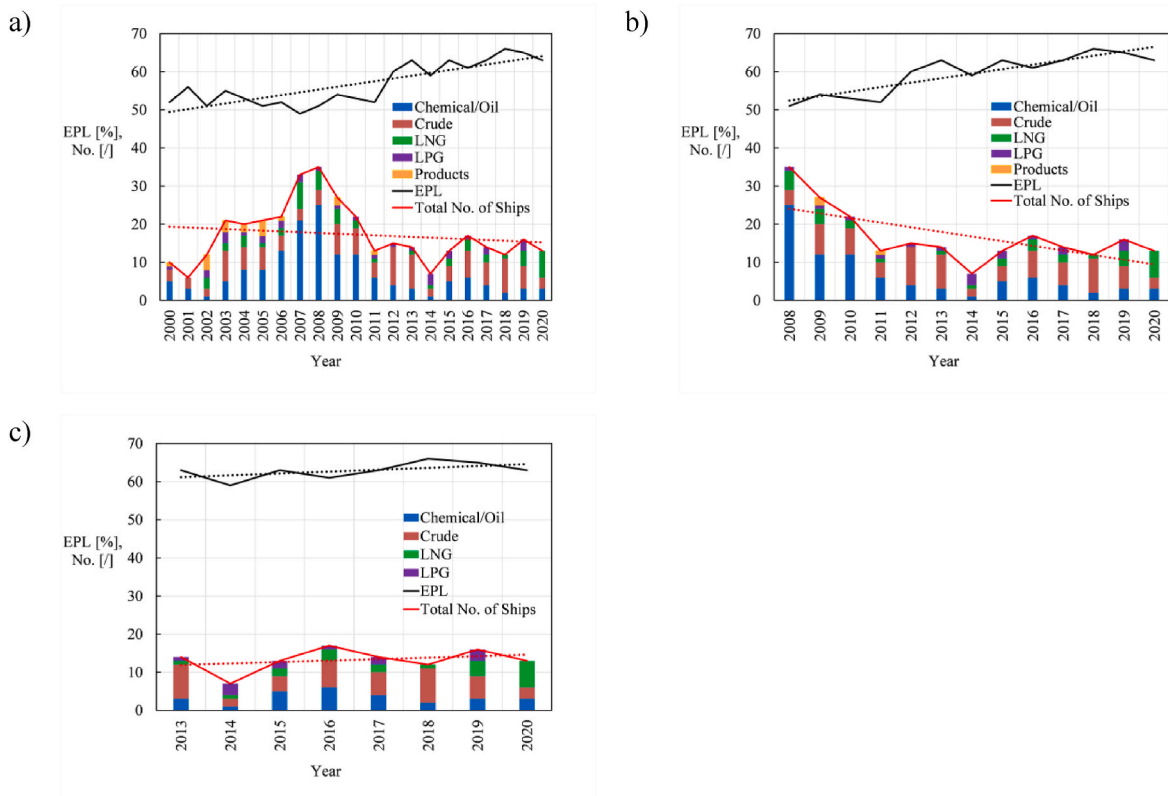 a)
70
60
50
40
30
20
10
0
EPL [%],
No. [/]
Chemical/Oil
Crude
LNG
LPG
Products
EPL
Total No. of Ships
2000
2001
2002
2003
2004
2005
2006
2007
2008
2009
2010
2011
2012
2013
2014
2015
2016
2017
2018
2019
2020
Year
b)
70
60
50
40
30
20
10
0
EPL [%],
No. [/]
Chemical/Oil
Crude
LNG
LPG
Products
EPL
Total No. of Ships
2008
2009
2010
2011
2012
2013
2014
2015
2016
2017
2018
2019
2020
Year
c)
70
60
50
40
30
20
10
0
EPL [%],
No. [/]
Chemical/Oil
Crude
LNG
LPG
EPL
Total No. of Ships
2013
2014
2015
2016
2017
2018
2019
2020
Year